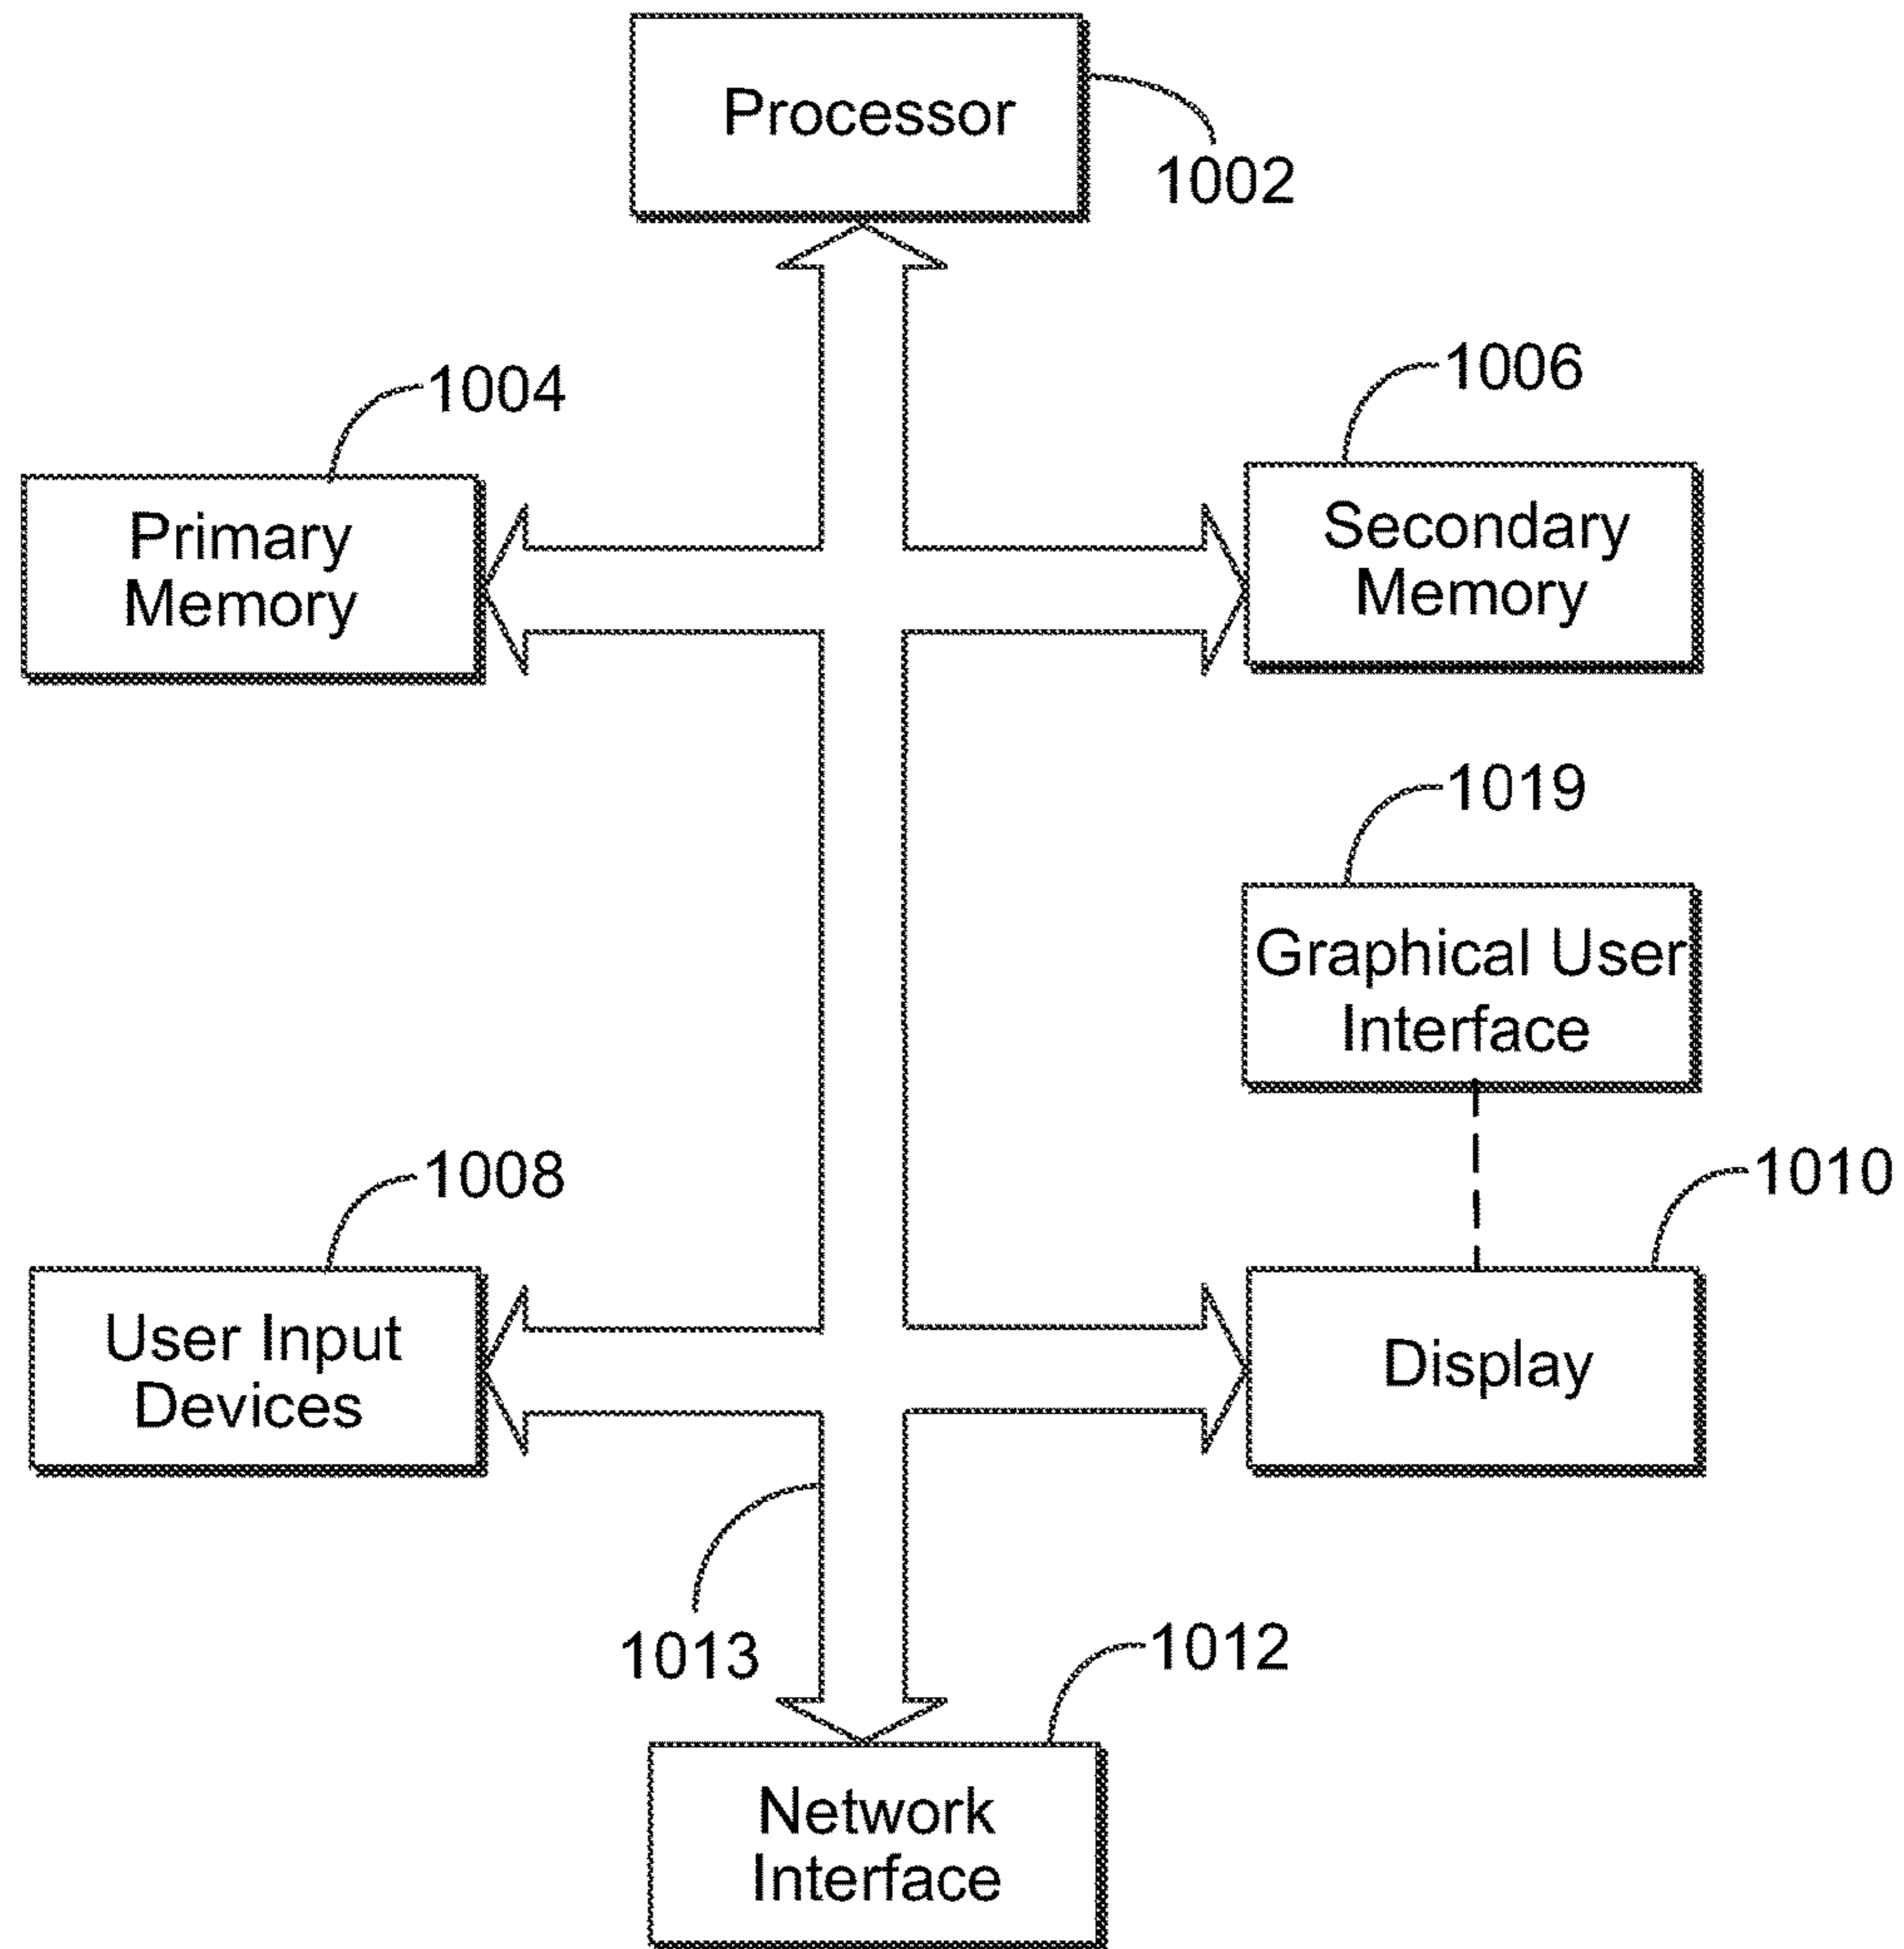 Processor
1002
1004
1006
Primary
Memory
Secondary
Memory
1019
Graphical User
Interface
1008
1010
User Input
Devices
Display
1013
1012
Network
Interface